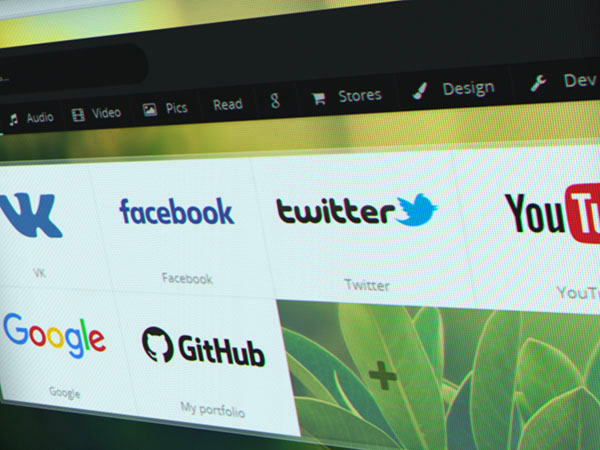 Audio Video Pics Read g Stores Design Dev
VK facebook twitter YouTu
VK Facebook Twitter YouTu
Google GitHub
Google My portfolio
+